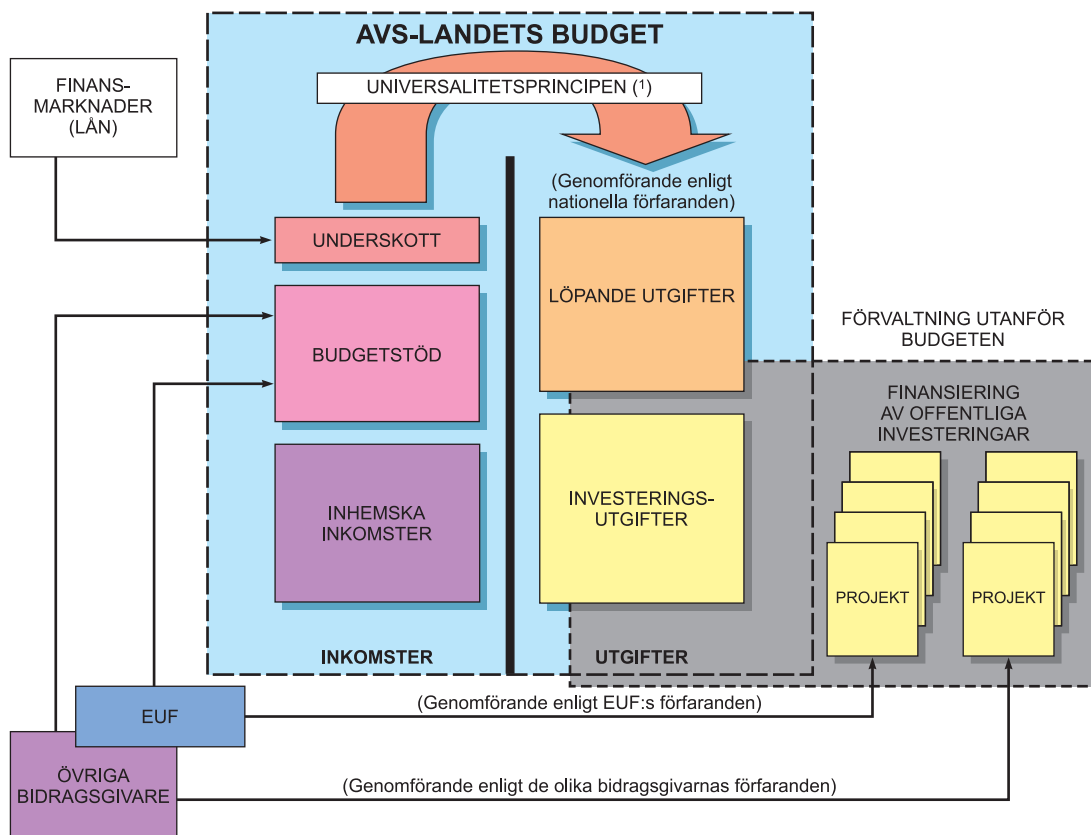 AVS-LANDETS BUDGET
UNIVERSALITETSPRINCIPEN (¹)
FINANS-
MARKNADER
(LÅN)
(Genomförande enligt
nationella förfaranden)
UNDERSKOTT
LÖPANDE UTGIFTER
BUDGETSTÖD
FÖRVALTNING UTANFÖR
BUDGETEN
FINANSIERING
AV OFFENTLIGA
INVESTERINGAR
INHEMSKA
INKOMSTER
INVESTERINGS-
UTGIFTER
PROJEKT
PROJEKT
INKOMSTER
UTGIFTER
EUF
(Genomförande enligt EUF:s förfaranden)
ÖVRIGA
BIDRAGSGIVARE
(Genomförande enligt de olika bidragsgivarnas förfaranden)